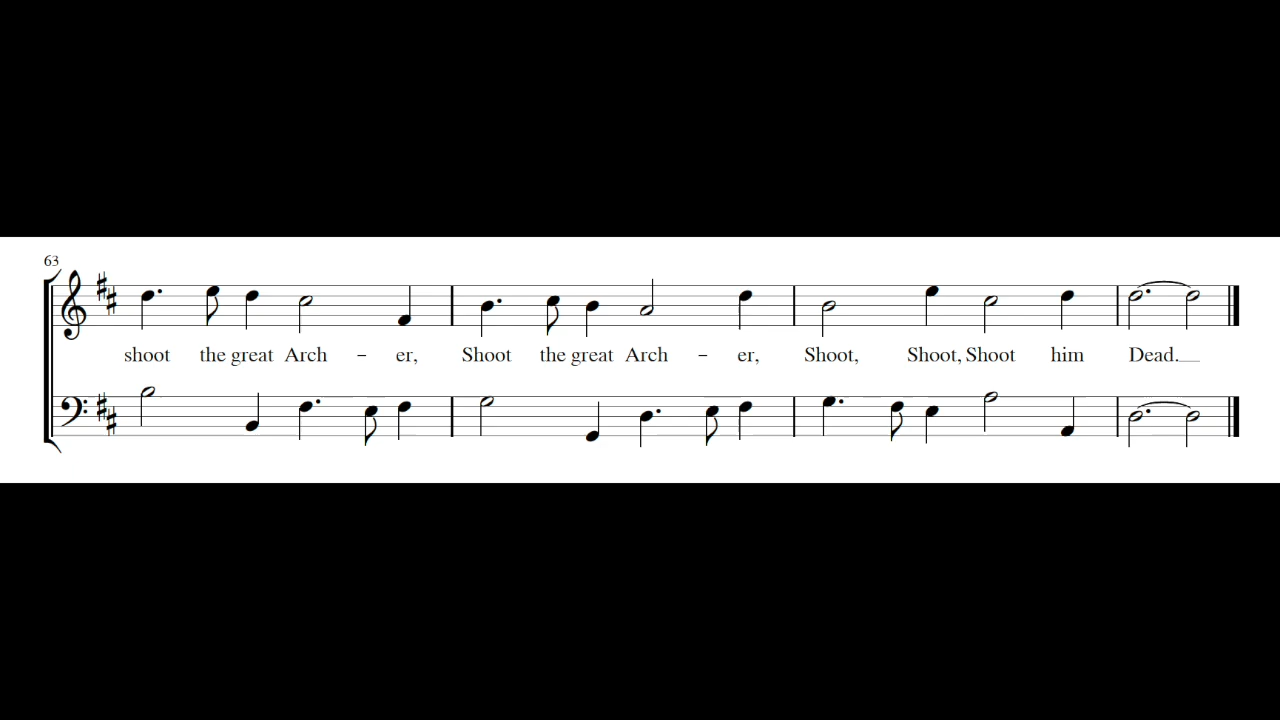 63
shoot the great Arch – er, Shoot the great Arch – er, Shoot, Shoot, Shoot him Dead.